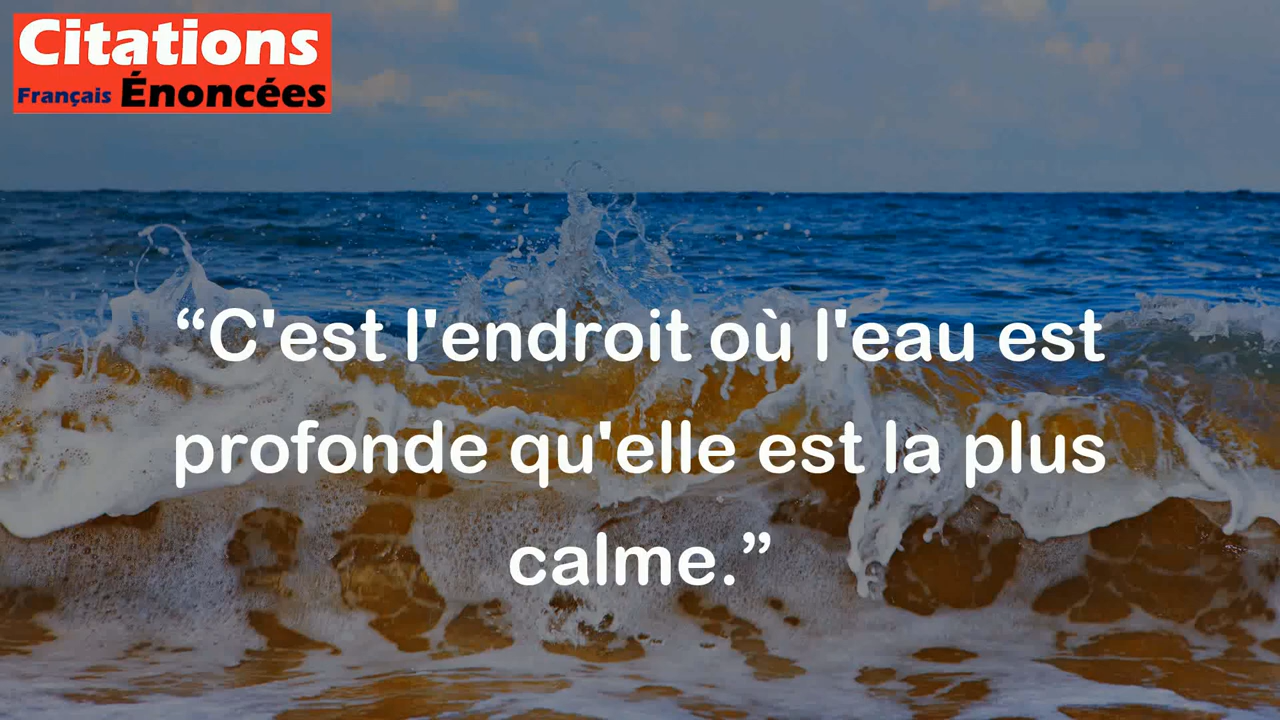 Citations
Français Énoncées
“C'est l'endroit où l'eau est
profonde qu'elle est la plus
calme.”